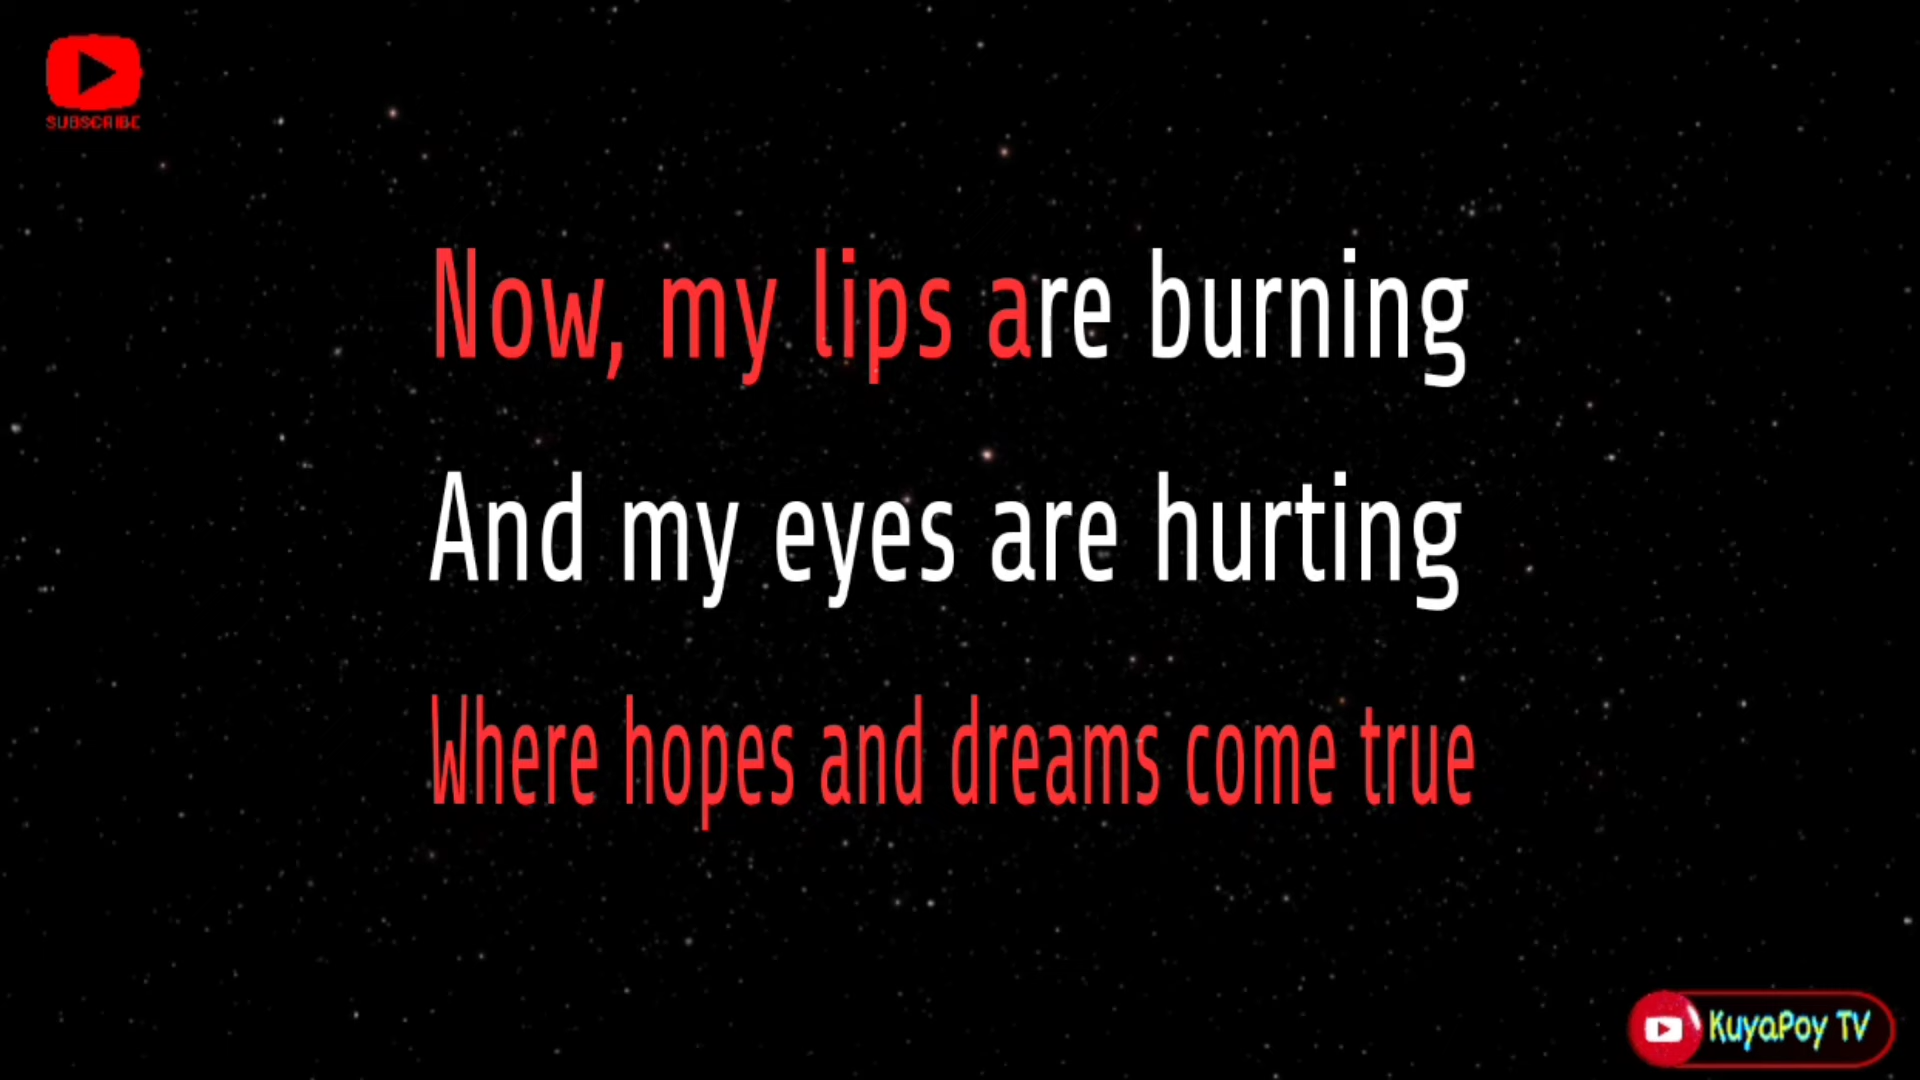 SUBSCRIBE
Now, my lips are burning
And my eyes are hurting
Where hopes and dreams come true
KuyaPoy TV